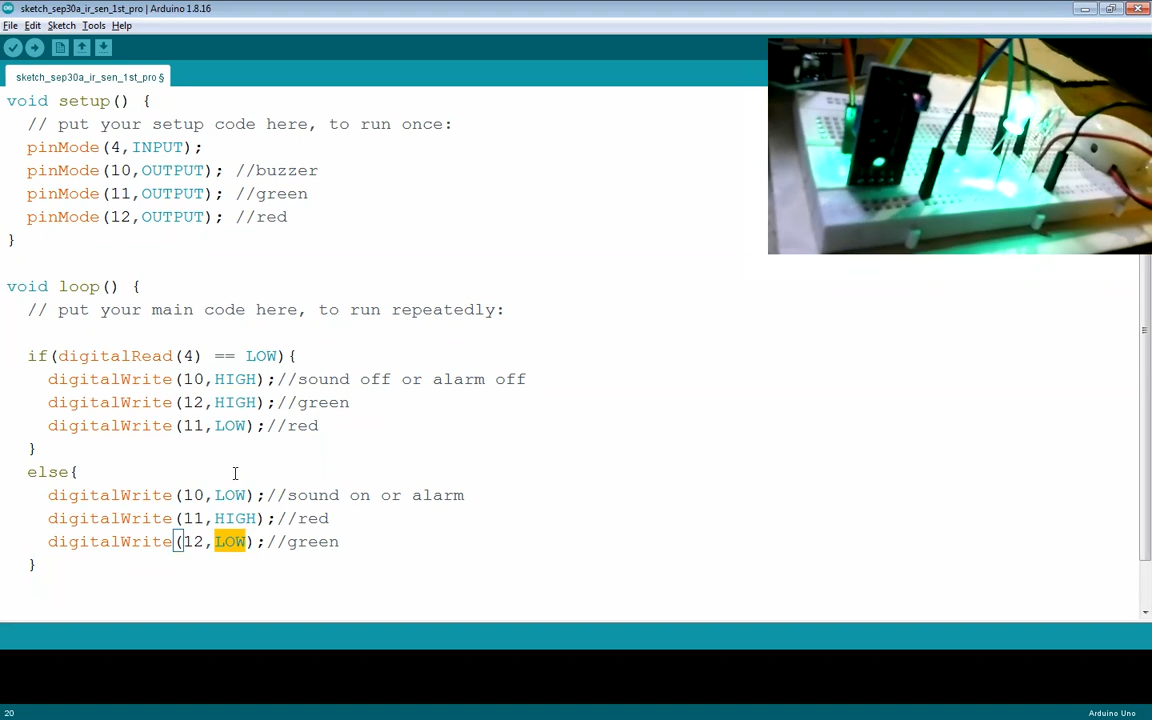 sketch_sep30a_ir_sen_1st_pro | Arduino 1.8.16
File Edit Sketch Tools Help
sketch_sep30a_ir_sen_1st_pro §
void setup() {
// put your setup code here, to run once:
pinMode(4,INPUT);
pinMode(10,OUTPUT); //buzzer
pinMode(11,OUTPUT); //green
pinMode(12,OUTPUT); //red
}
void loop() {
// put your main code here, to run repeatedly:
if(digitalRead(4) == LOW){
digitalWrite(10,HIGH);//sound off or alarm off
digitalWrite(12,HIGH);//green
digitalWrite(11,LOW);//red
}
else{
digitalWrite(10,LOW);//sound on or alarm
digitalWrite(11,HIGH);//red
digitalWrite(12,LOW);//green
}
20
Arduino Uno